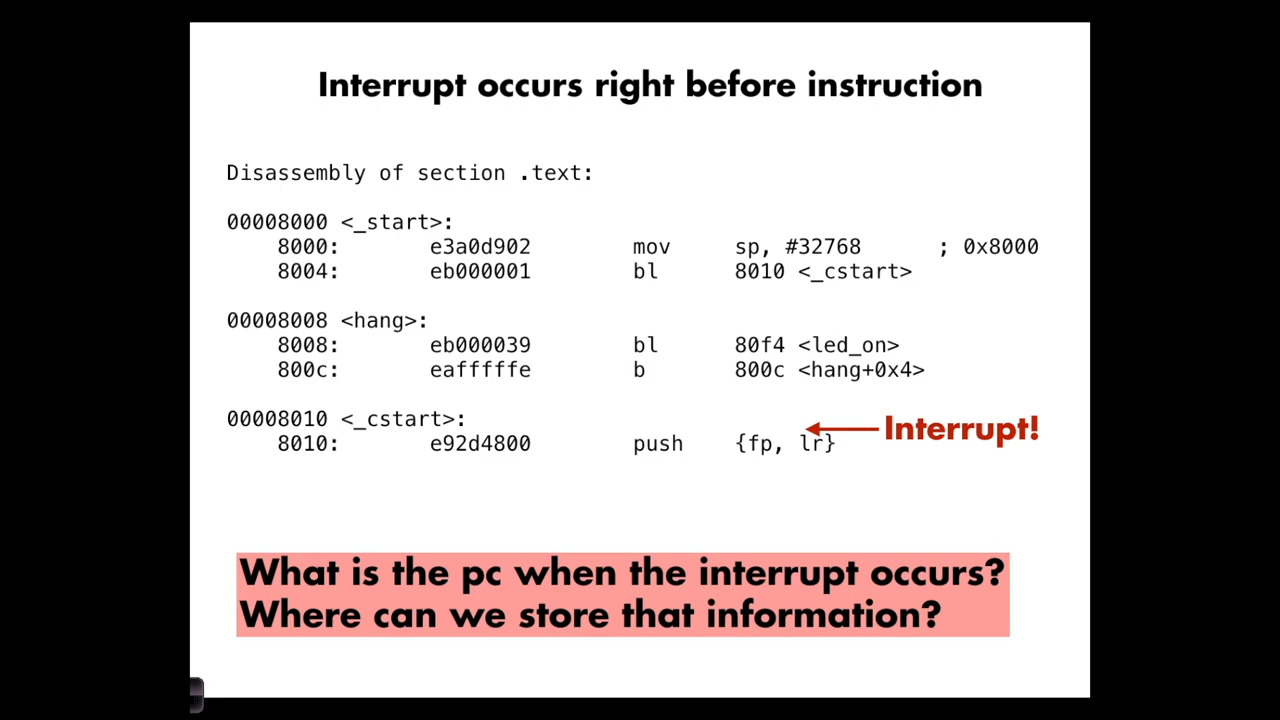 Interrupt occurs right before instruction
Disassembly of section .text:
00008000 <_start>:
8000: e3a0d902 mov sp, #32768 ; 0x8000
8004: eb000001 bl 8010 <_cstart>
00008008 <hang>:
8008: eb000039 bl 80f4 <led_on>
800c: eafffffe b 800c <hang+0x4>
00008010 <_cstart>:
8010: e92d4800 push {fp, lr}
Interrupt!
What is the pc when the interrupt occurs?
Where can we store that information?